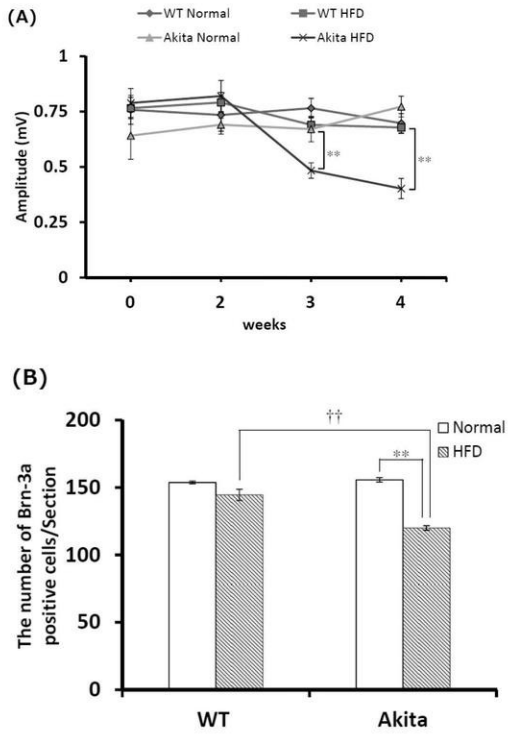 (A)
WT Normal WT HFD
Akita Normal Akita HFD
1
0.75
0.5
0.25
0
Amplitude (mV)
**
**
0 2 3 4
weeks
(B)
200
150
100
50
0
The number of Brn-3a
positive cells/Section
††
**
Normal
HFD
WT Akita